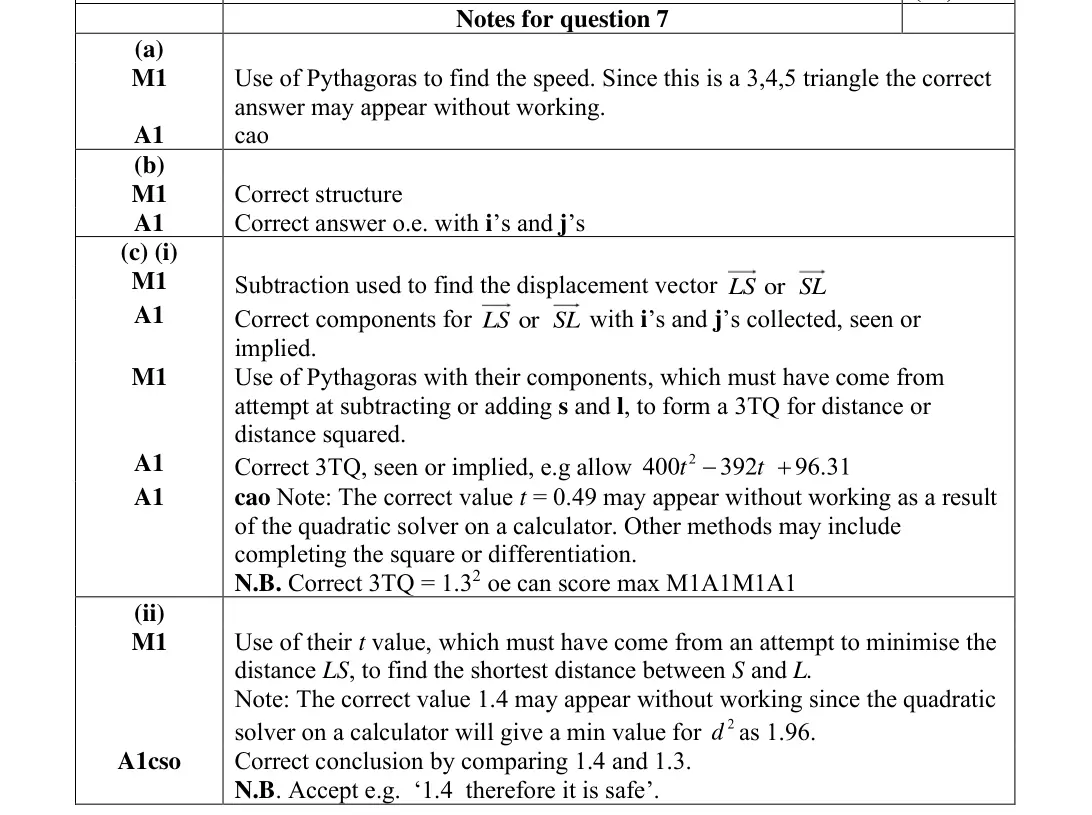 Notes for question 7
(a)
M1 Use of Pythagoras to find the speed. Since this is a 3,4,5 triangle the correct
answer may appear without working.
A1 cao
(b)
M1 Correct structure
A1 Correct answer o.e. with i’s and j’s
(c) (i)
M1 Subtraction used to find the displacement vector \overrightarrow{LS} or \overrightarrow{SL}
A1 Correct components for \overrightarrow{LS} or \overrightarrow{SL} with i’s and j’s collected, seen or
implied.
M1 Use of Pythagoras with their components, which must have come from
attempt at subtracting or adding s and l, to form a 3TQ for distance or
distance squared.
A1 Correct 3TQ, seen or implied, e.g allow 400t² − 392t + 96.31
A1 cao Note: The correct value t = 0.49 may appear without working as a result
of the quadratic solver on a calculator. Other methods may include
completing the square or differentiation.
N.B. Correct 3TQ = 1.3² oe can score max M1A1M1A1
(ii)
M1 Use of their t value, which must have come from an attempt to minimise the
distance LS, to find the shortest distance between S and L.
Note: The correct value 1.4 may appear without working since the quadratic
solver on a calculator will give a min value for d² as 1.96.
A1cso Correct conclusion by comparing 1.4 and 1.3.
N.B. Accept e.g. ‘1.4 therefore it is safe’.